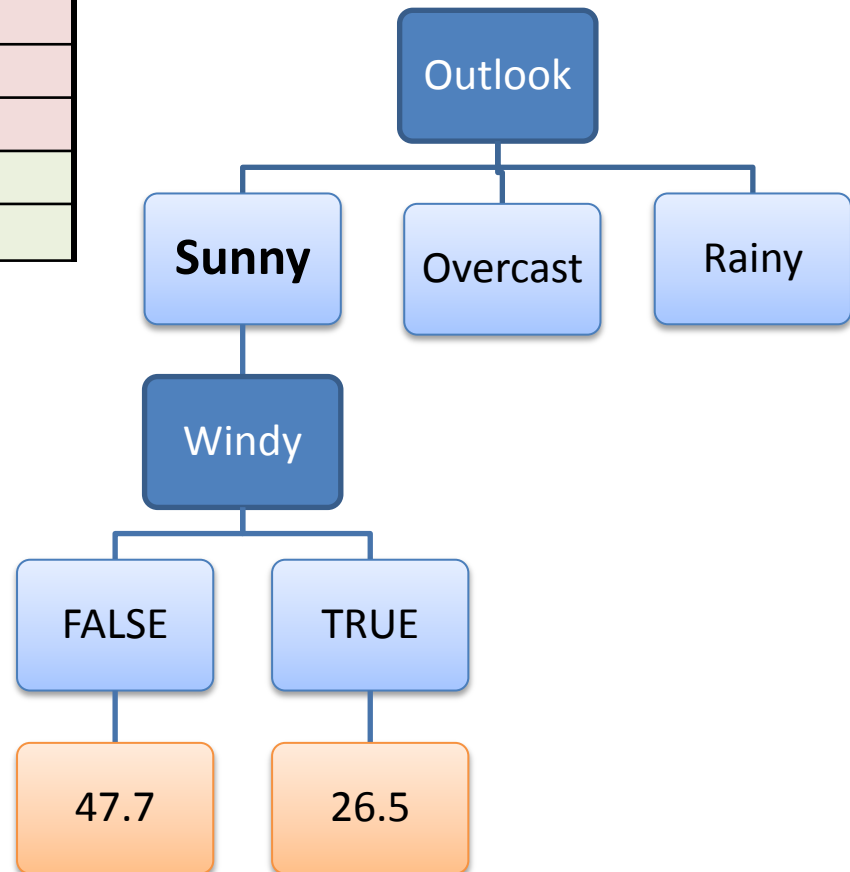 Outlook
Sunny
Overcast
Rainy
Windy
FALSE
TRUE
47.7
26.5